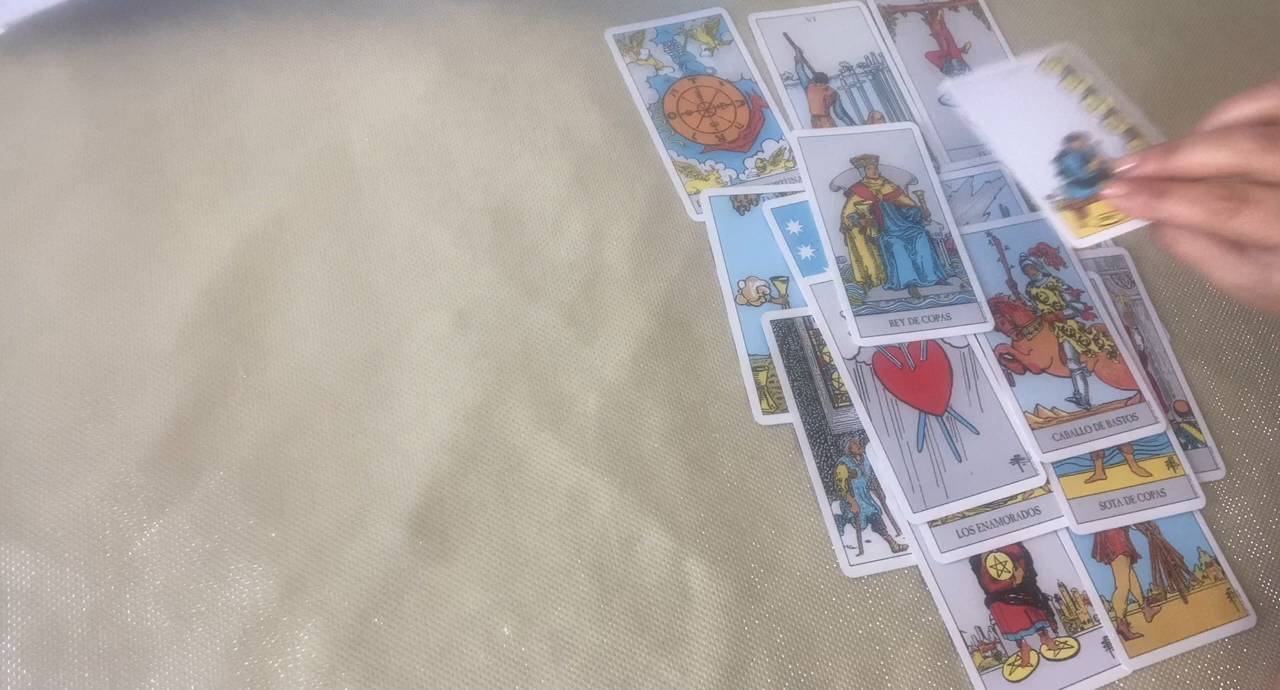 VI
REY DE COPAS
CABALLO DE BASTOS
SOTA DE COPAS
LOS ENAMORADOS